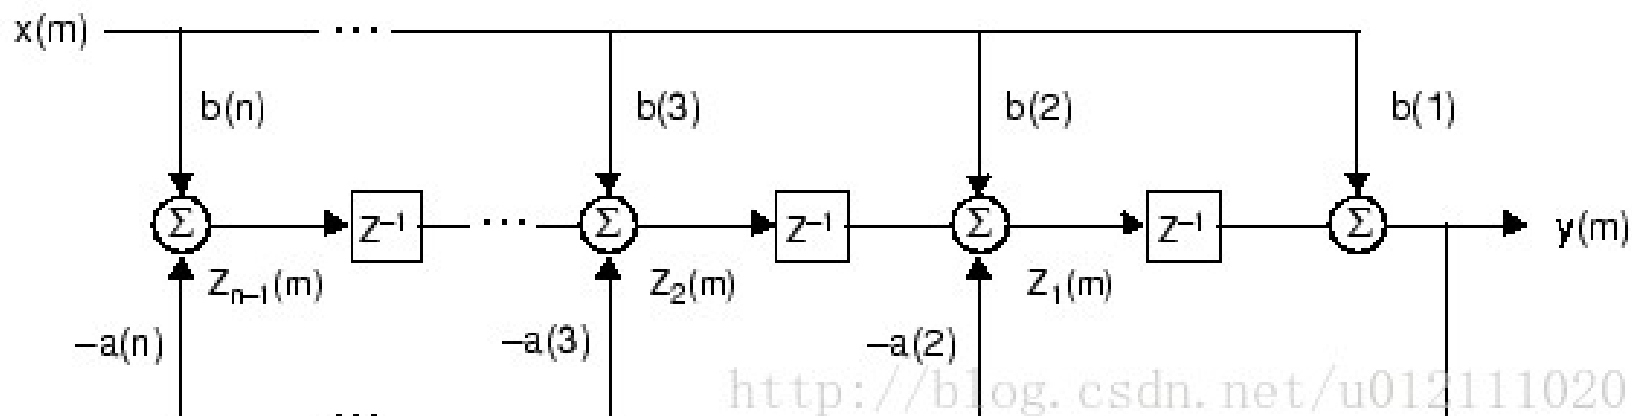 x(m) ...
b(n) b(3) b(2) b(1)
Σ Z⁻¹ ... Σ Z⁻¹ Σ Z⁻¹ Σ y(m)
Zₙ₋₁(m) Z₂(m) Z₁(m)
–a(n) –a(3) –a(2)
http://blog.csdn.net/u012111020
...